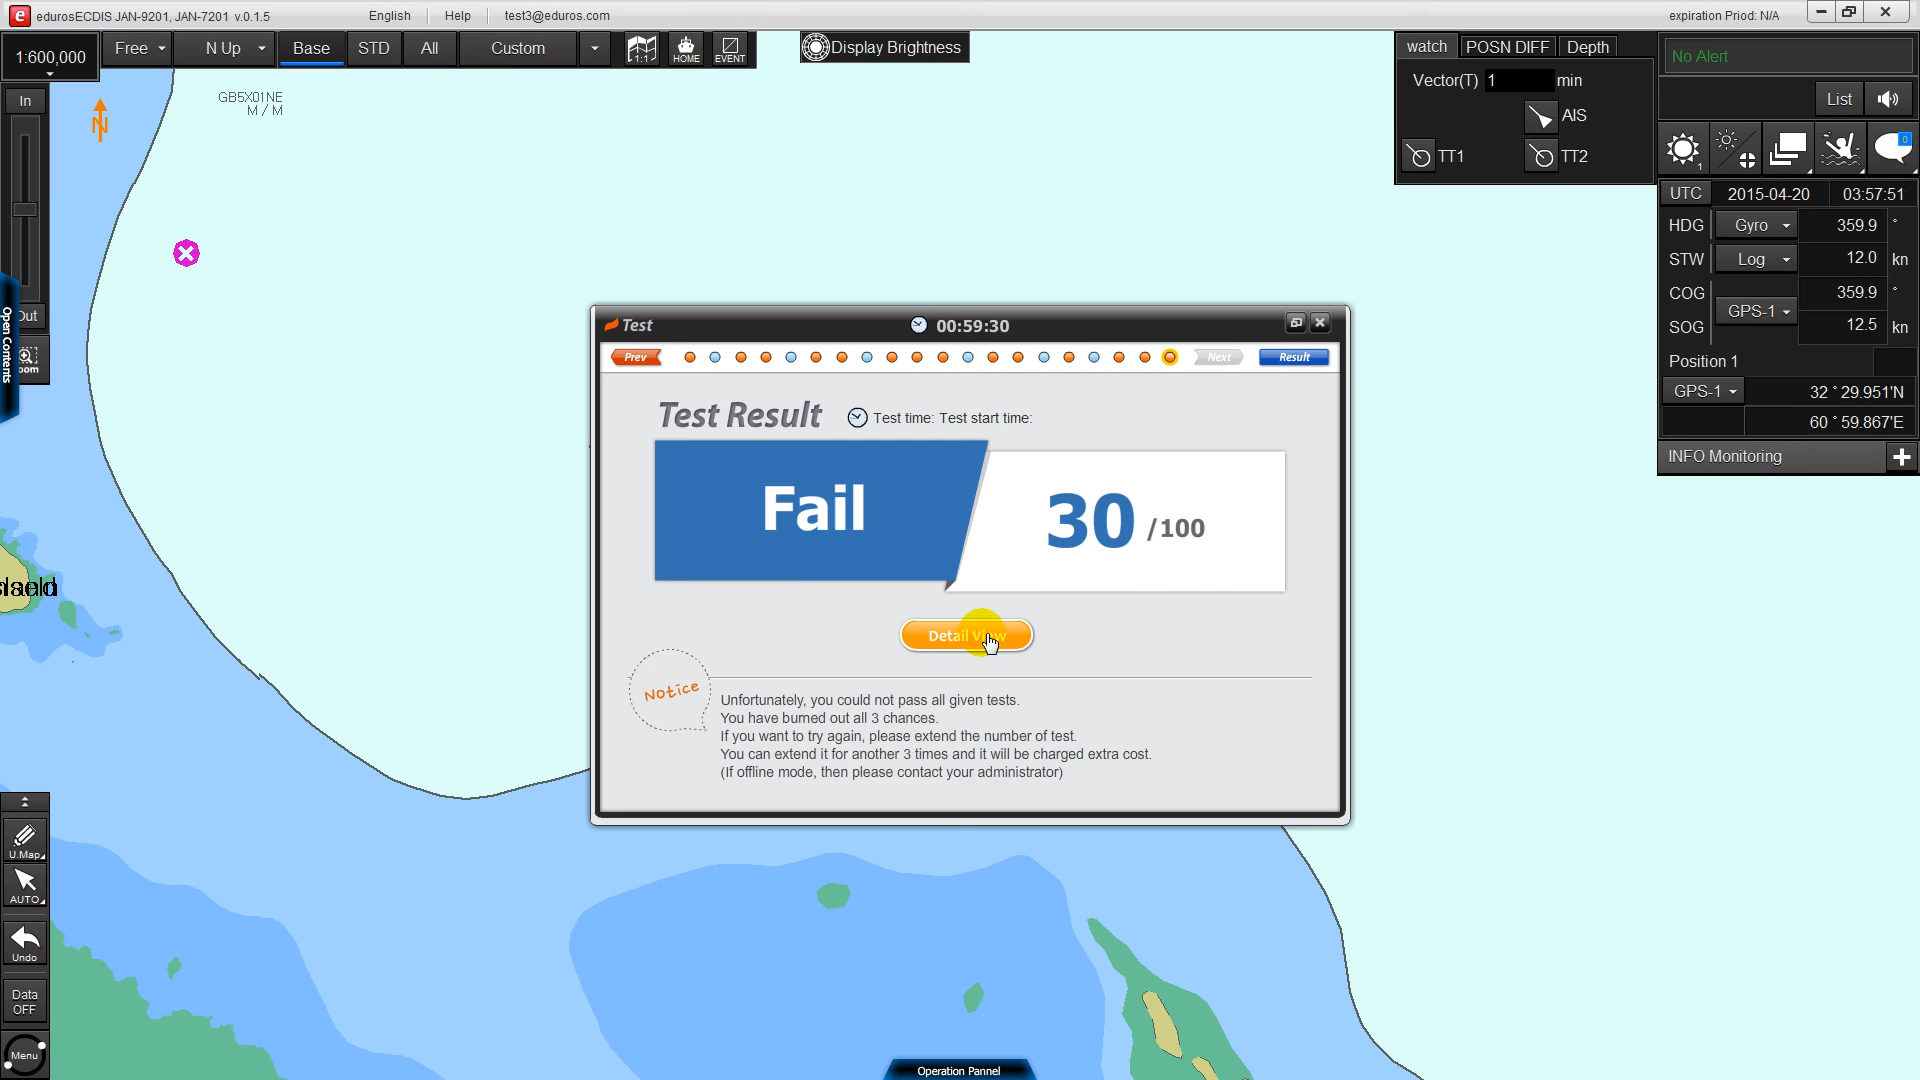 edurosECDIS JAN-9201, JAN-7201 v.0.1.5
English
Help
test3@eduros.com
expiration Priod: N/A
1:600,000
Free
N Up
Base
STD
All
Custom
1:1
HOME
EVENT
Display Brightness
watch
POSN DIFF
Depth
No Alert
Vector(T) 1 min
List
AIS
TT1
TT2
1
0
In
N
GB5X01NE
M / M
UTC 2015-04-20 03:57:51
HDG Gyro 359.9 °
STW Log 12.0 kn
COG 359.9 °
GPS-1
SOG 12.5 kn
Position 1
GPS-1 32 ° 29.951'N
60 ° 59.867'E
INFO Monitoring
Out
Open Contents
oom
Test
00:59:30
Prev
Next
Result
Test Result
Test time: Test start time:
Fail
30 /100
Detail View
Notice
Unfortunately, you could not pass all given tests.
You have burned out all 3 chances.
If you want to try again, please extend the number of test.
You can extend it for another 3 times and it will be charged extra cost.
(If offline mode, then please contact your administrator)
U.Map
AUTO
Undo
Data
OFF
Menu
Operation Pannel